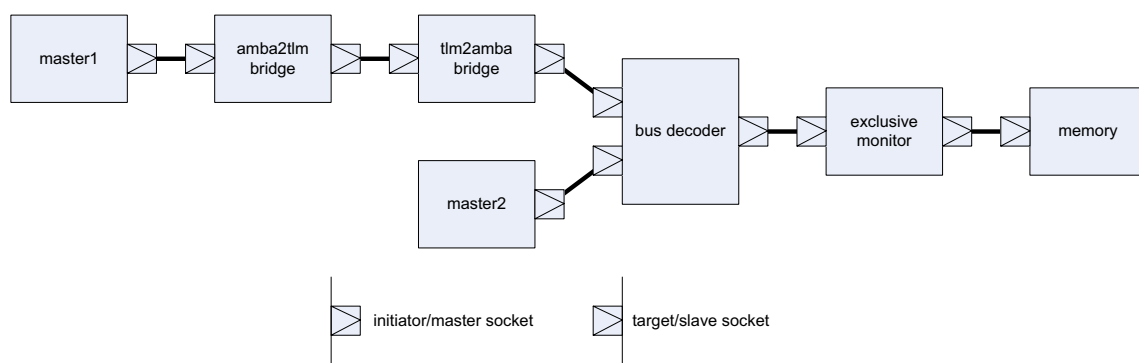 master1
amba2tlm
bridge
tlm2amba
bridge
bus decoder
exclusive
monitor
memory
master2
initiator/master socket
target/slave socket